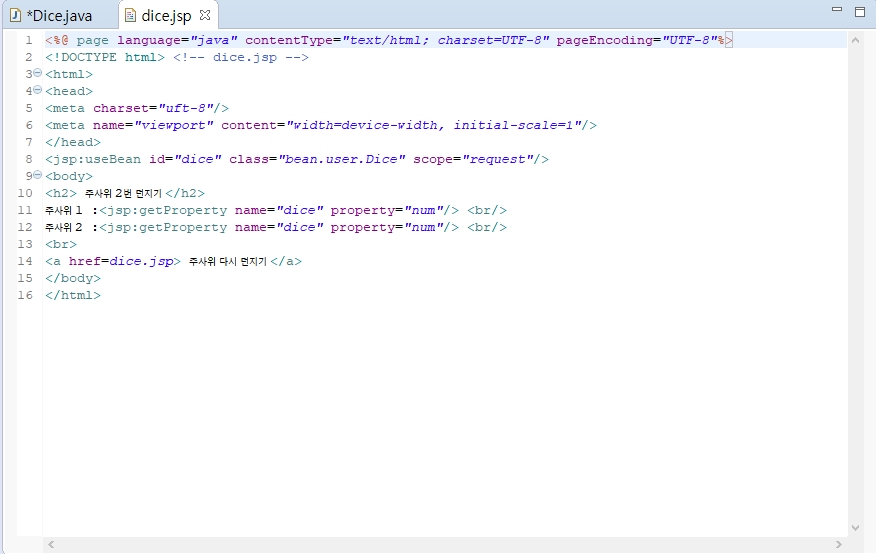 *Dice.java dice.jsp
1 <%@ page language="java" contentType="text/html; charset=UTF-8" pageEncoding="UTF-8"%>
2 <!DOCTYPE html> <!-- dice.jsp -->
3 <html>
4 <head>
5 <meta charset="uft-8"/>
6 <meta name="viewport" content="width=device-width, initial-scale=1"/>
7 </head>
8 <jsp:useBean id="dice" class="bean.user.Dice" scope="request"/>
9 <body>
10 <h2> 주사위 2번 던지기 </h2>
11 주사위 1 :<jsp:getProperty name="dice" property="num"/> <br/>
12 주사위 2 :<jsp:getProperty name="dice" property="num"/> <br/>
13 <br>
14 <a href=dice.jsp> 주사위 다시 던지기 </a>
15 </body>
16 </html>